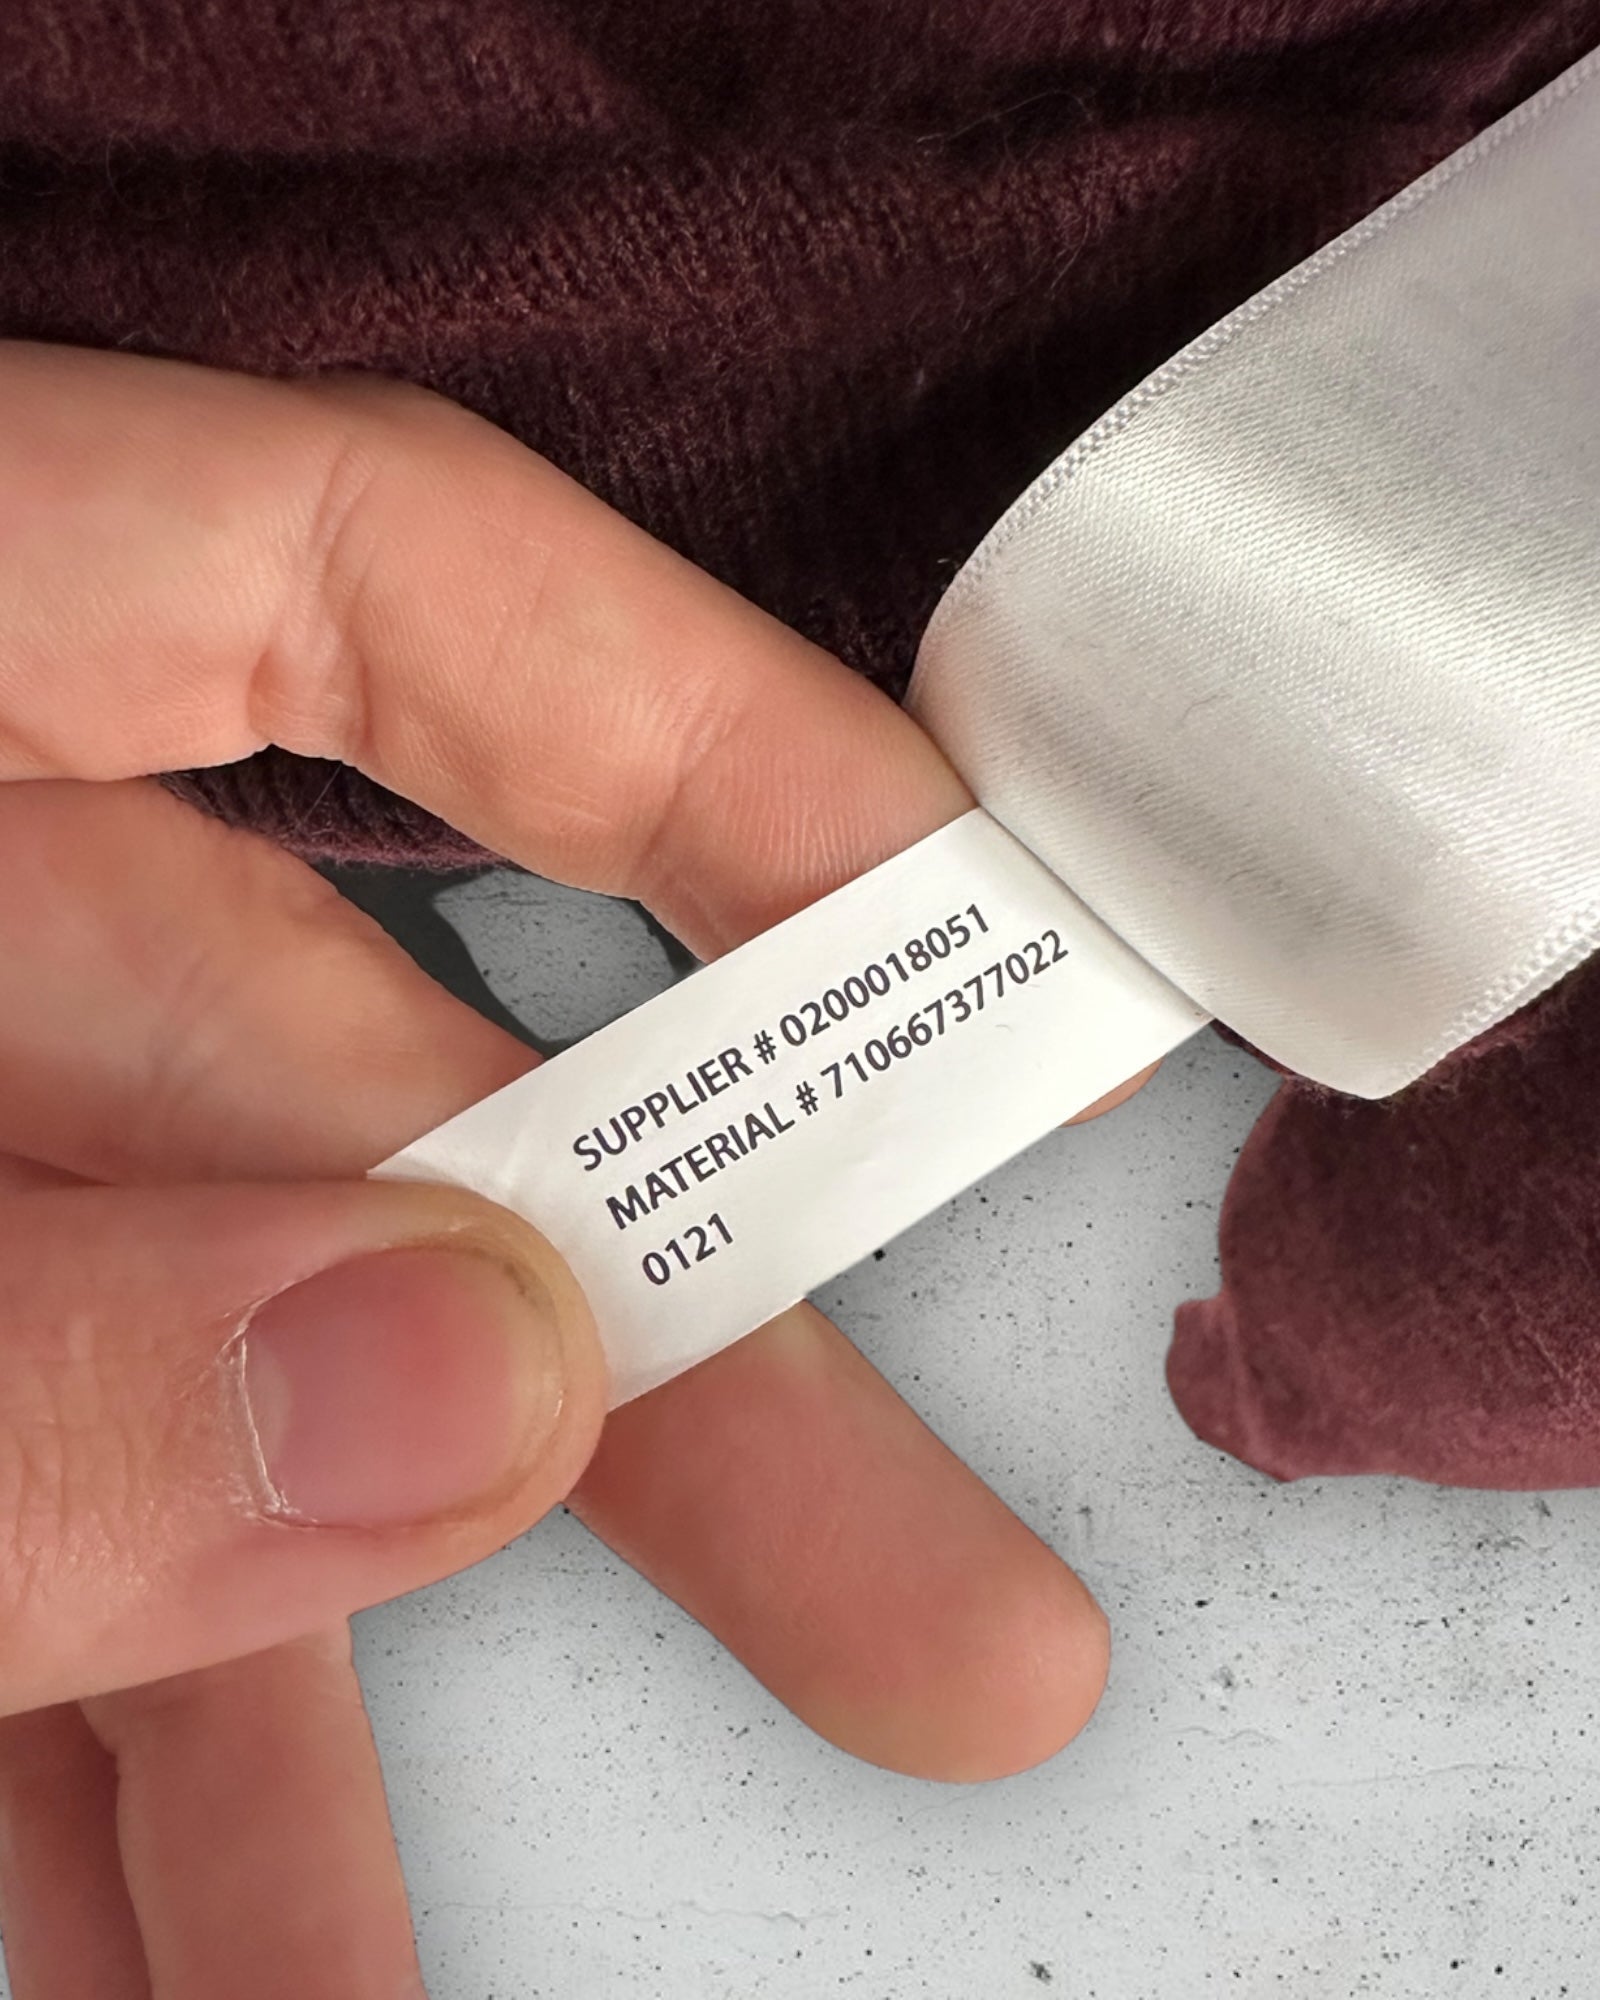 SUPPLIER # 0200018051
MATERIAL # 710667377022
0121